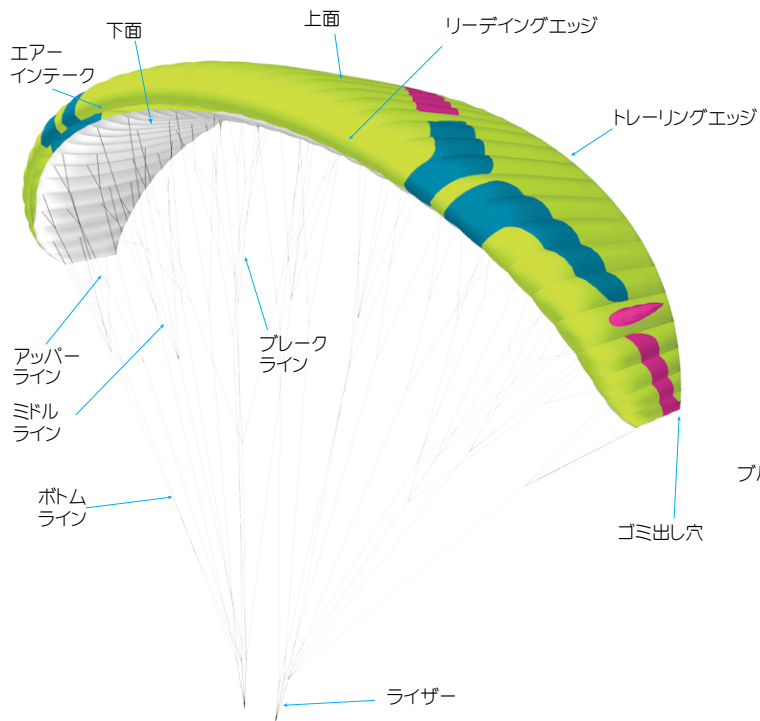 下面
上面
リーデイングエッジ
エアー
インテーク
トレーリングエッジ
アッパー
ライン
ブレーク
ライン
ミドル
ライン
ボトム
ライン
ブル
ゴミ出し穴
ライザー